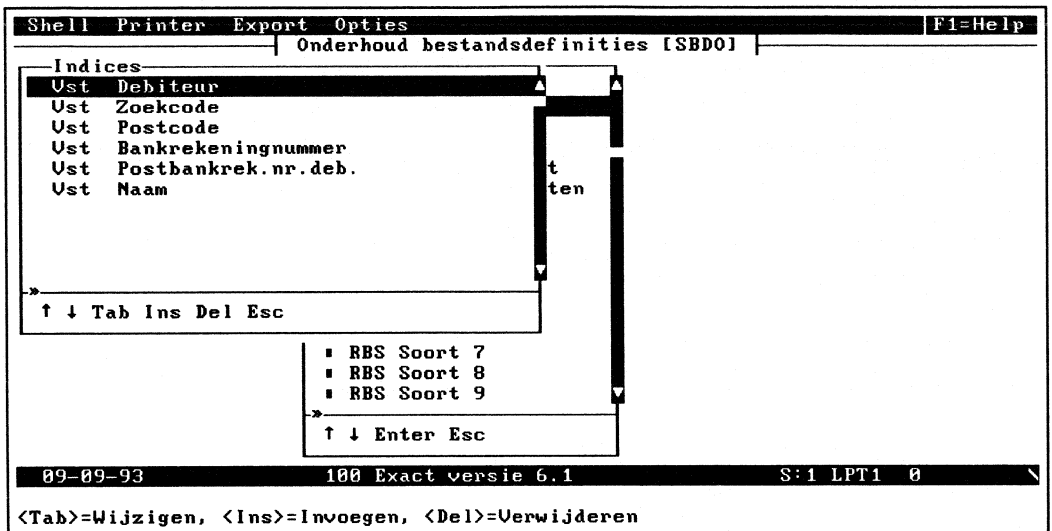 Shell Printer Export Opties F1=Help
Onderhoud bestandsdefinities [SBDO]
Indices
Vst Debiteur
Vst Zoekcode
Vst Postcode
Vst Bankrekeningnummer
Vst Postbankrek.nr.deb.
t
Vst Naam
ten
↑ ↓ Tab Ins Del Esc
RBS Soort 7
RBS Soort 8
RBS Soort 9
↑ ↓ Enter Esc
09-09-93 100 Exact versie 6.1 S:1 LPT1 0 \
<Tab>=Wijzigen, <Ins>=Invoegen, <Del>=Verwijderen